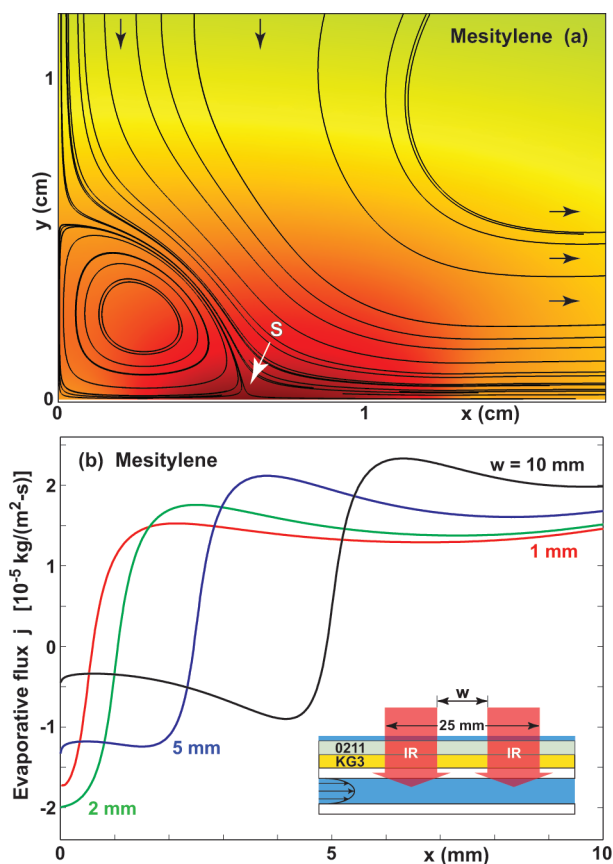 Mesitylene (a)
1
y (cm)
S
0
0
1
x (cm)
(b) Mesitylene
w = 10 mm
2
1 mm
1
Evaporative flux j [10⁻⁵ kg/(m²-s)]
0
-1
5 mm
2 mm
-2
w
25 mm
0211
IR
IR
KG3
0
5
10
x (mm)